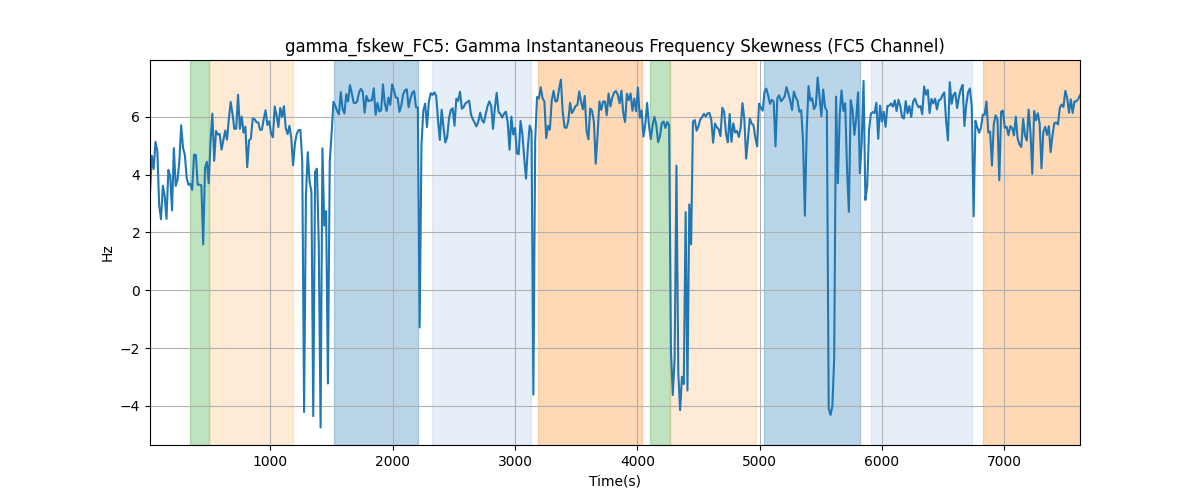 gamma_fskew_FC5: Gamma Instantaneous Frequency Skewness (FC5 Channel)
6
4
2
0
−2
−4
Hz
1000 2000 3000 4000 5000 6000 7000
Time(s)